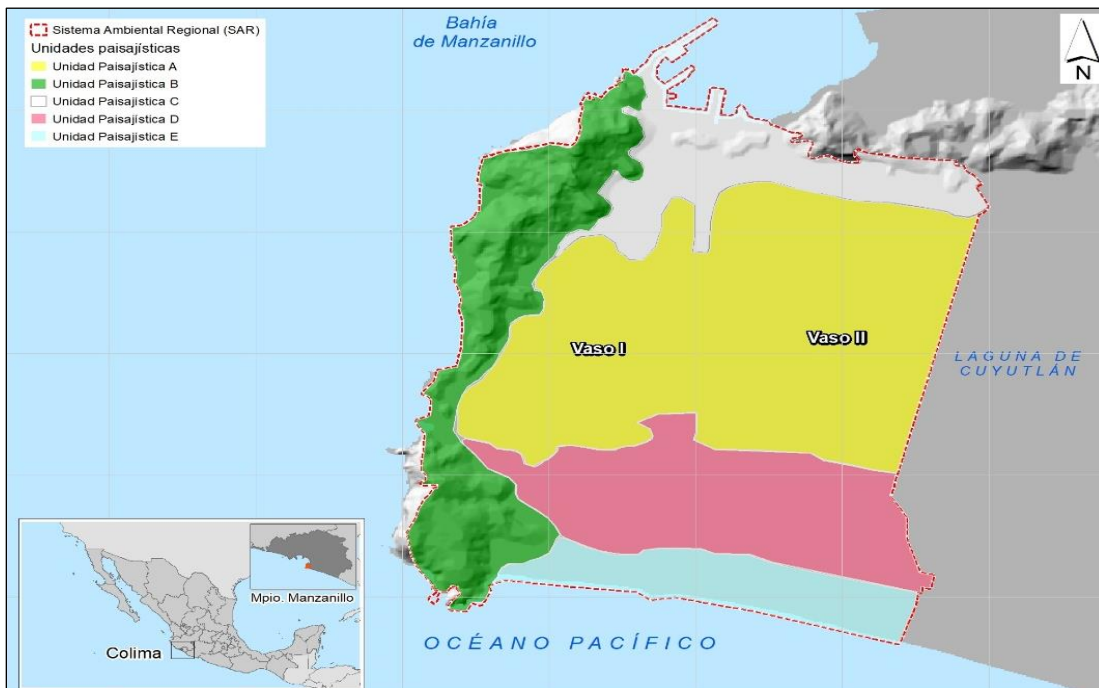 Sistema Ambiental Regional (SAR)
Unidades paisajísticas
Unidad Paisajística A
Unidad Paisajística B
Unidad Paisajística C
Unidad Paisajística D
Unidad Paisajística E
Bahía
de Manzanillo
N
Vaso I
Vaso II
LAGUNA DE
CUYUTLÁN
OCÉANO PACÍFICO
Mpio. Manzanillo
Colima